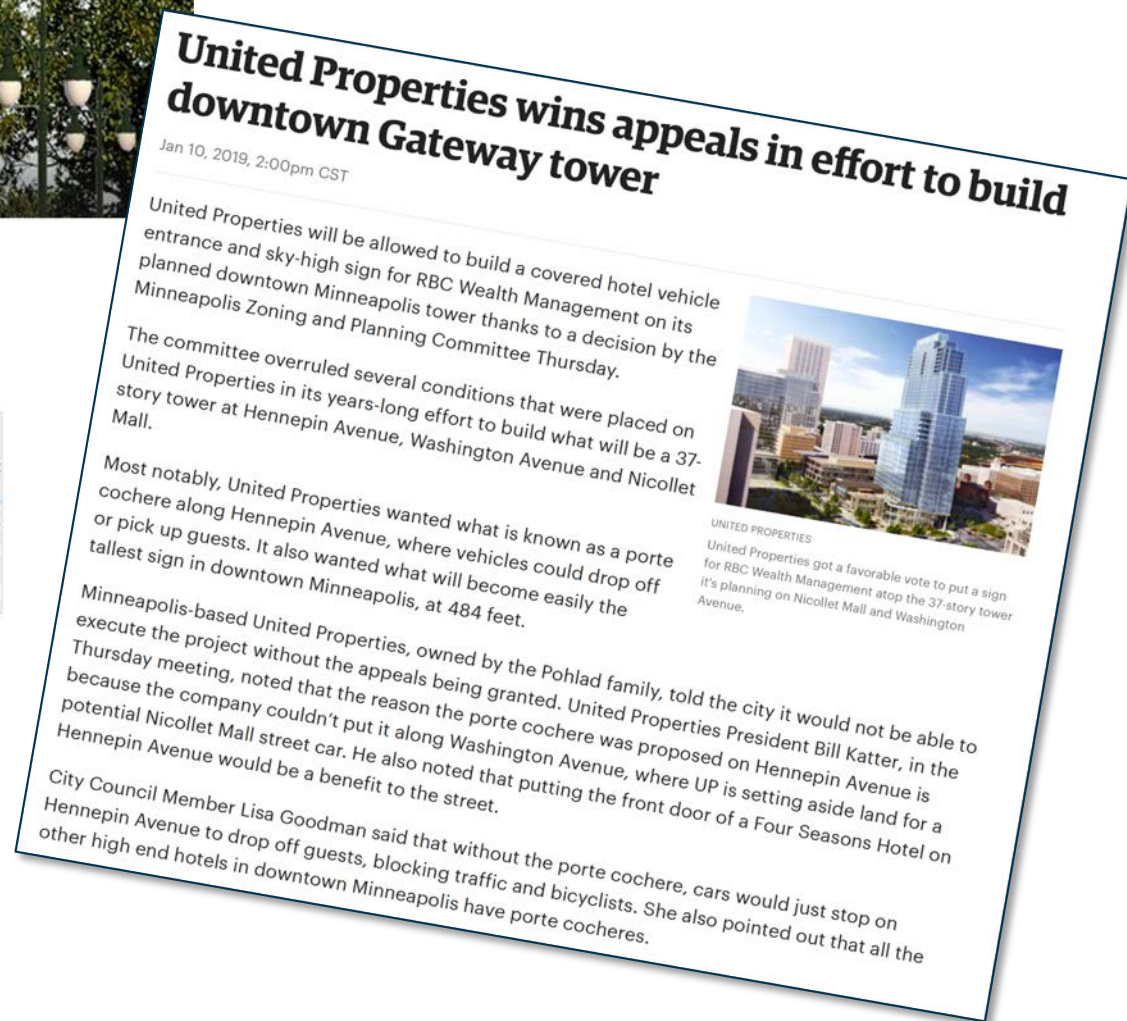 United Properties wins appeals in effort to build
downtown Gateway tower
Jan 10, 2019, 2:00pm CST
United Properties will be allowed to build a covered hotel vehicle
entrance and sky-high sign for RBC Wealth Management on its
planned downtown Minneapolis tower thanks to a decision by the
Minneapolis Zoning and Planning Committee Thursday.
The committee overruled several conditions that were placed on
United Properties in its years-long effort to build what will be a 37-
story tower at Hennepin Avenue, Washington Avenue and Nicollet
Mall.
Most notably, United Properties wanted what is known as a porte
cochere along Hennepin Avenue, where vehicles could drop off
or pick up guests. It also wanted what will become easily the
tallest sign in downtown Minneapolis, at 484 feet.
UNITED PROPERTIES
United Properties got a favorable vote to put a sign
for RBC Wealth Management atop the 37-story tower
it's planning on Nicollet Mall and Washington
Avenue.
Minneapolis-based United Properties, owned by the Pohlad family, told the city it would not be able to
execute the project without the appeals being granted. United Properties President Bill Katter, in the
Thursday meeting, noted that the reason the porte cochere was proposed on Hennepin Avenue is
because the company couldn't put it along Washington Avenue, where UP is setting aside land for a
potential Nicollet Mall street car. He also noted that putting the front door of a Four Seasons Hotel on
Hennepin Avenue would be a benefit to the street.
City Council Member Lisa Goodman said that without the porte cochere, cars would just stop on
Hennepin Avenue to drop off guests, blocking traffic and bicyclists. She also pointed out that all the
other high end hotels in downtown Minneapolis have porte cocheres.